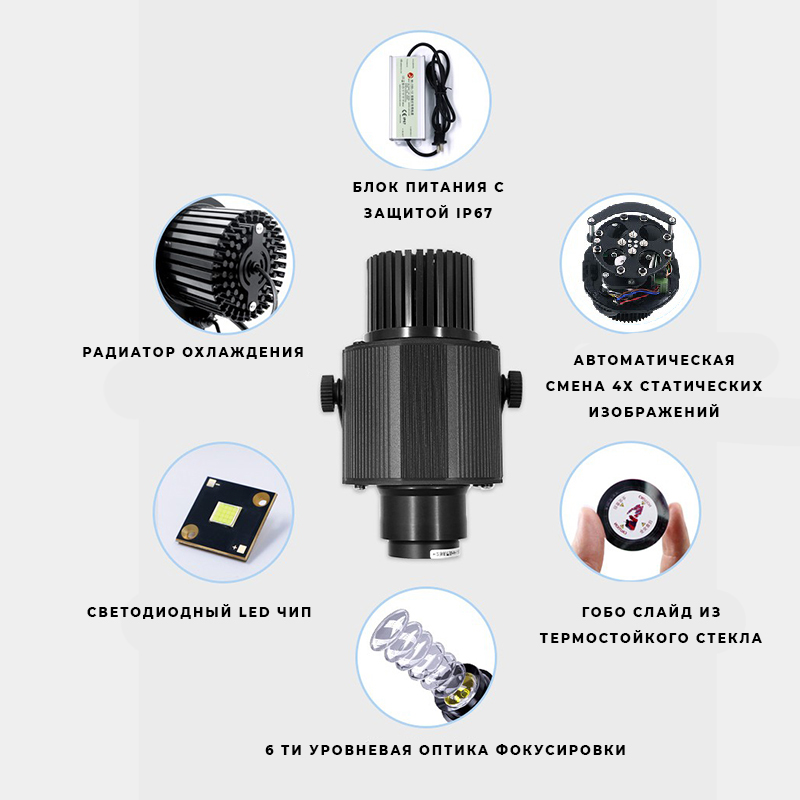 БЛОК ПИТАНИЯ С
ЗАЩИТОЙ IP67
РАДИАТОР ОХЛАЖДЕНИЯ
АВТОМАТИЧЕСКАЯ
СМЕНА 4Х СТАТИЧЕСКИХ
ИЗОБРАЖЕНИЙ
СВЕТОДИОДНЫЙ LED ЧИП
ГОБО СЛАЙД ИЗ
ТЕРМОСТОЙКОГО СТЕКЛА
6 ТИ УРОВНЕВАЯ ОПТИКА ФОКУСИРОВКИ